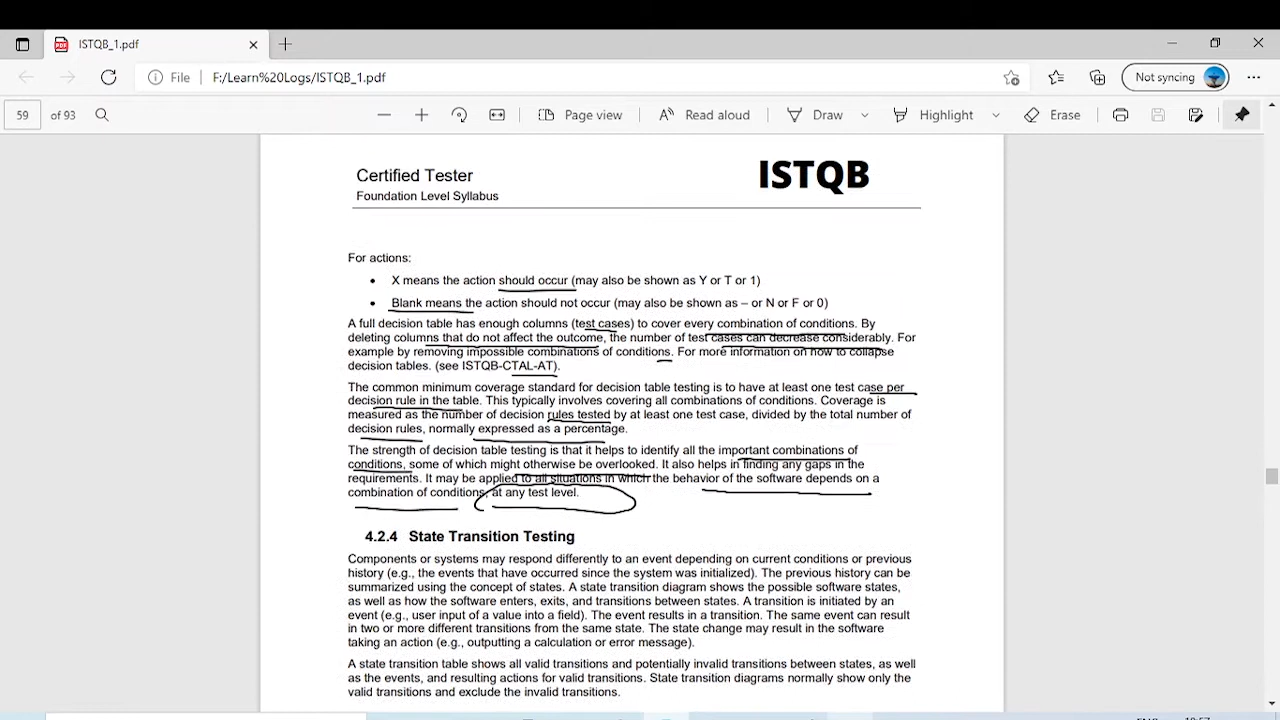 ISTQB_1.pdf
File F:/Learn%20Logs/ISTQB_1.pdf Not syncing
59 of 93 Page view Read aloud Draw Highlight Erase
Certified Tester
ISTQB
Foundation Level Syllabus
For actions:
• X means the action should occur (may also be shown as Y or T or 1)
• Blank means the action should not occur (may also be shown as – or N or F or 0)
A full decision table has enough columns (test cases) to cover every combination of conditions. By
deleting columns that do not affect the outcome, the number of test cases can decrease considerably. For
example by removing impossible combinations of conditions. For more information on how to collapse
decision tables. (see ISTQB-CTAL-AT).
The common minimum coverage standard for decision table testing is to have at least one test case per
decision rule in the table. This typically involves covering all combinations of conditions. Coverage is
measured as the number of decision rules tested by at least one test case, divided by the total number of
decision rules, normally expressed as a percentage.
The strength of decision table testing is that it helps to identify all the important combinations of
conditions, some of which might otherwise be overlooked. It also helps in finding any gaps in the
requirements. It may be applied to all situations in which the behavior of the software depends on a
combination of conditions, at any test level.
4.2.4 State Transition Testing
Components or systems may respond differently to an event depending on current conditions or previous
history (e.g., the events that have occurred since the system was initialized). The previous history can be
summarized using the concept of states. A state transition diagram shows the possible software states,
as well as how the software enters, exits, and transitions between states. A transition is initiated by an
event (e.g., user input of a value into a field). The event results in a transition. The same event can result
in two or more different transitions from the same state. The state change may result in the software
taking an action (e.g., outputting a calculation or error message).
A state transition table shows all valid transitions and potentially invalid transitions between states, as well
as the events, and resulting actions for valid transitions. State transition diagrams normally show only the
valid transitions and exclude the invalid transitions.